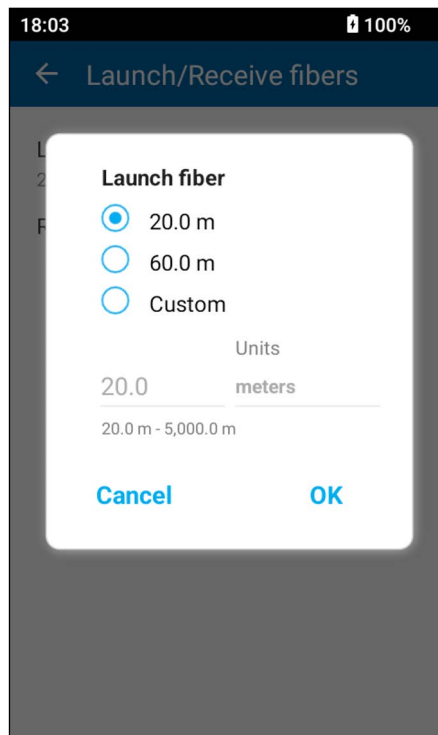 18:03 100%
Launch/Receive fibers
L
2
Launch fiber
20.0 m
60.0 m
Custom
Units
20.0 meters
20.0 m - 5,000.0 m
Cancel OK